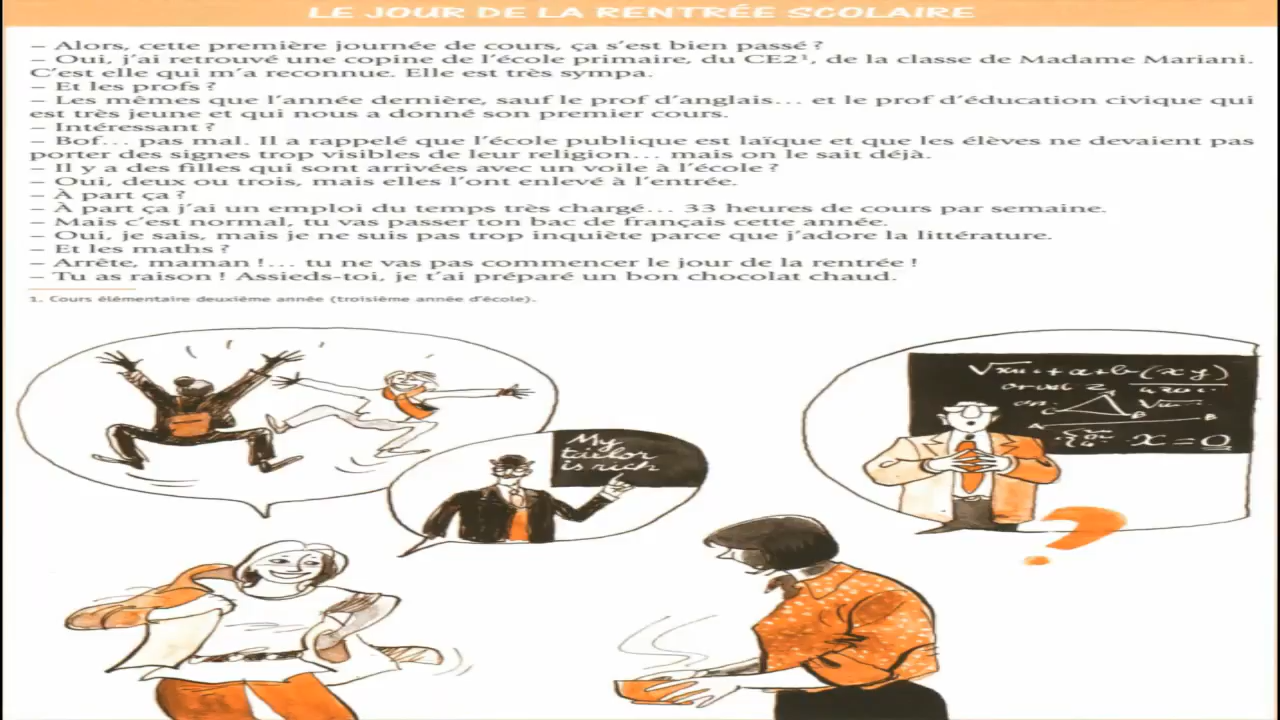 LE JOUR DE LA RENTRÉE SCOLAIRE
– Alors, cette première journée de cours, ça s'est bien passé ?
– Oui, j'ai retrouvé une copine de l'école primaire, du CE2¹, de la classe de Madame Mariani.
C'est elle qui m'a reconnue. Elle est très sympa.
– Et les profs ?
– Les mêmes que l'année dernière, sauf le prof d'anglais... et le prof d'éducation civique qui
est très jeune et qui nous a donné son premier cours.
– Intéressant ?
– Bof... pas mal. Il a rappelé que l'école publique est laïque et que les élèves ne devaient pas
porter des signes trop visibles de leur religion... mais on le sait déjà.
– Il y a des filles qui sont arrivées avec un voile à l'école ?
– Oui, deux ou trois, mais elles l'ont enlevé à l'entrée.
– À part ça ?
– À part ça j'ai un emploi du temps très chargé... 33 heures de cours par semaine.
– Mais c'est normal, tu vas passer ton bac de français cette année.
– Oui, je sais, mais je ne suis pas trop inquiète parce que j'adore la littérature.
– Et les maths ?
– Arrête, maman !... tu ne vas pas commencer le jour de la rentrée !
– Tu as raison ! Assieds-toi, je t'ai préparé un bon chocolat chaud.
1. Cours élémentaire deuxième année (troisième année d'école).
My
tailor
is rich
A
B
B
x = 0
?